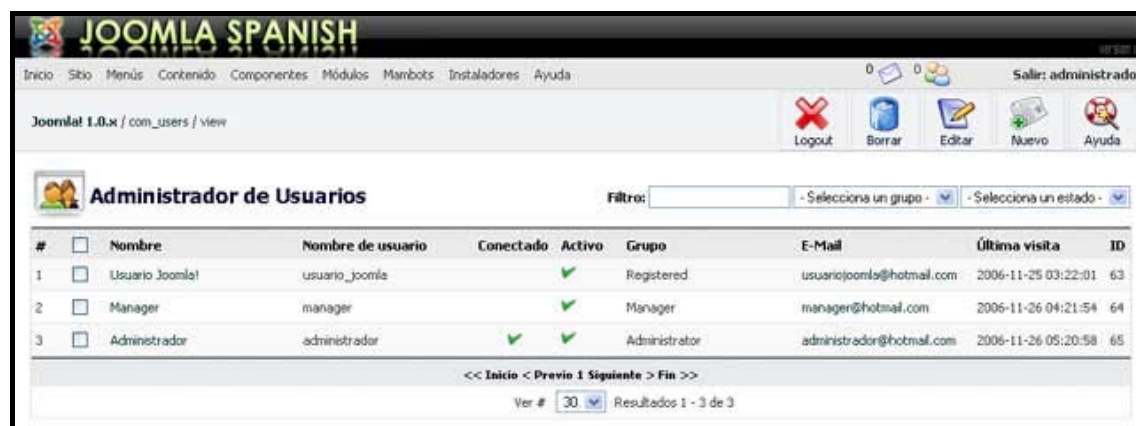 JOOMLA SPANISH
Inicio Sitio Menús Contenido Componentes Módulos Mambots Instaladores Ayuda 0 0 Salir: administrado
Joomla! 1.0.x / com_users / view
Logout Borrar Editar Nuevo Ayuda
Administrador de Usuarios Filtro: - Selecciona un grupo - - Selecciona un estado -
# Nombre Nombre de usuario Conectado Activo Grupo E-Mail Última visita ID
1 Usuario Joomla! usuario_joomla Registered usuariojoomla@hotmail.com 2006-11-25 03:22:01 63
2 Manager manager Manager manager@hotmail.com 2006-11-26 04:21:54 64
3 Administrador administrador Administrator administrador@hotmail.com 2006-11-26 05:20:58 65
<< Inicio < Previo 1 Siguiente > Fin >>
Ver # 30 Resultados 1 - 3 de 3